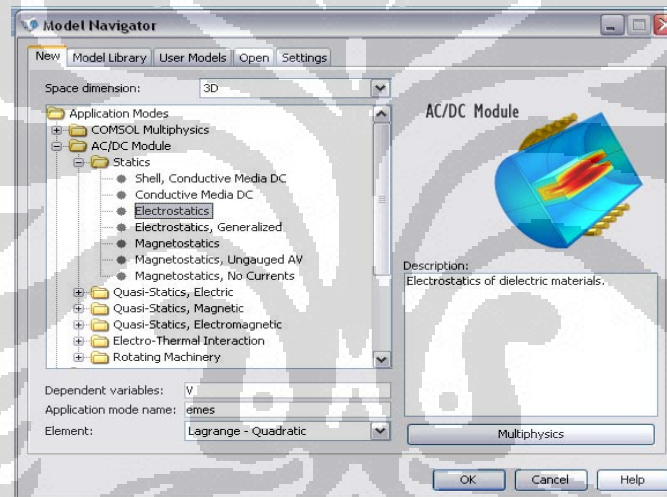 Model Navigator
New Model Library User Models Open Settings
Space dimension: 3D
Application Modes
COMSOL Multiphysics
AC/DC Module
Statics
Shell, Conductive Media DC
Conductive Media DC
Electrostatics
Electrostatics, Generalized
Magnetostatics
Magnetostatics, Ungauged AV
Magnetostatics, No Currents
Quasi-Statics, Electric
Quasi-Statics, Magnetic
Quasi-Statics, Electromagnetic
Electro-Thermal Interaction
Rotating Machinery
Dependent variables: V
Application mode name: emes
Element: Lagrange - Quadratic
AC/DC Module
Description:
Electrostatics of dielectric materials.
Multiphysics
OK Cancel Help